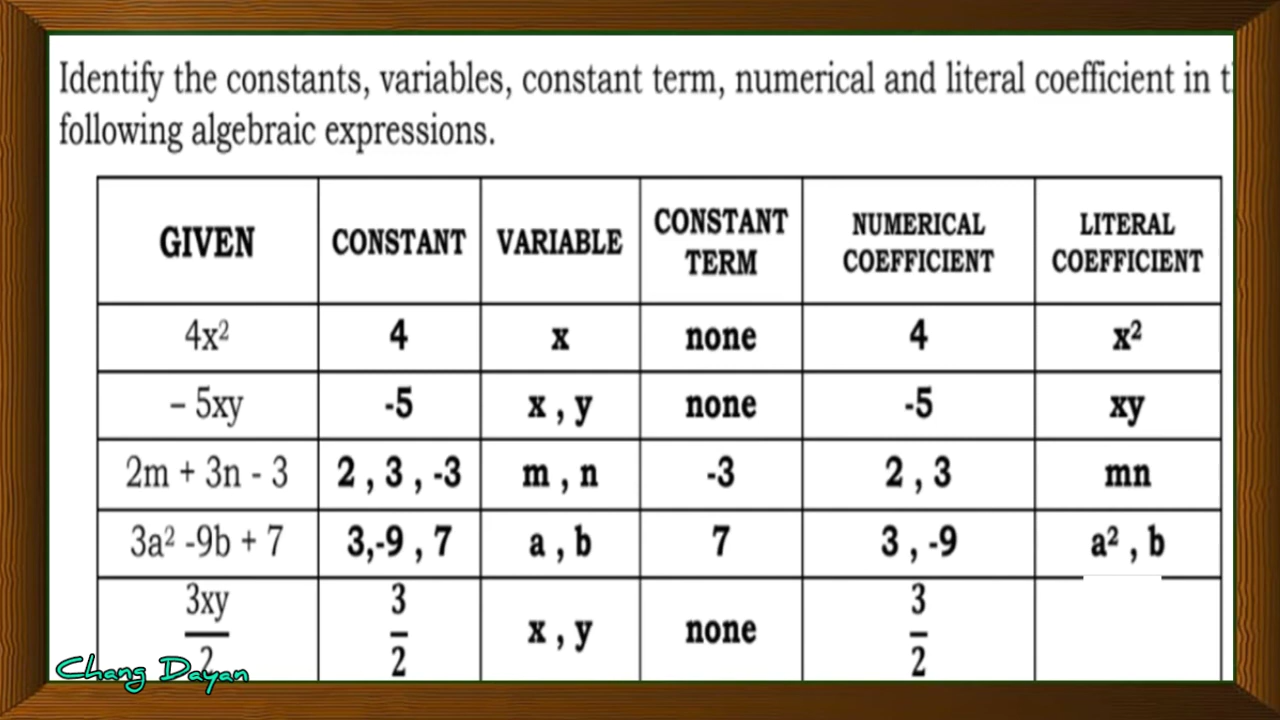 Identify the constants, variables, constant term, numerical and literal coefficient in t
following algebraic expressions.
GIVEN CONSTANT VARIABLE CONSTANT TERM NUMERICAL COEFFICIENT LITERAL COEFFICIENT
4x² 4 x none 4 x²
– 5xy -5 x , y none -5 xy
2m + 3n - 3 2 , 3 , -3 m , n -3 2 , 3 mn
3a² -9b + 7 3,-9 , 7 a , b 7 3 , -9 a² , b
3xy/2 3/2 x , y none 3/2
Chang Dayan